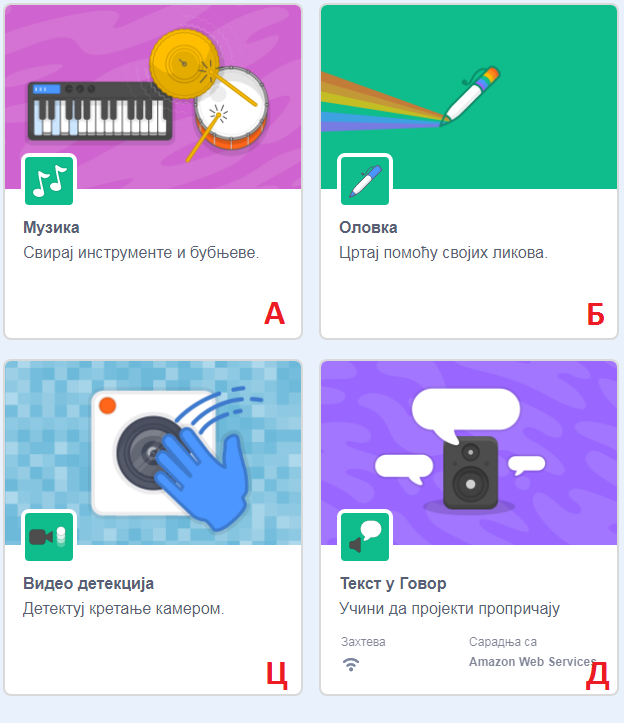 Музика
Свирај инструменте и бубњеве.
А
Оловка
Цртај помоћу својих ликова.
Б
Видео детекција
Детектуј кретање камером.
Ц
Текст у Говор
Учини да пројекти пропричају
Захтева
Сарадња са
Amazon Web Services
Д